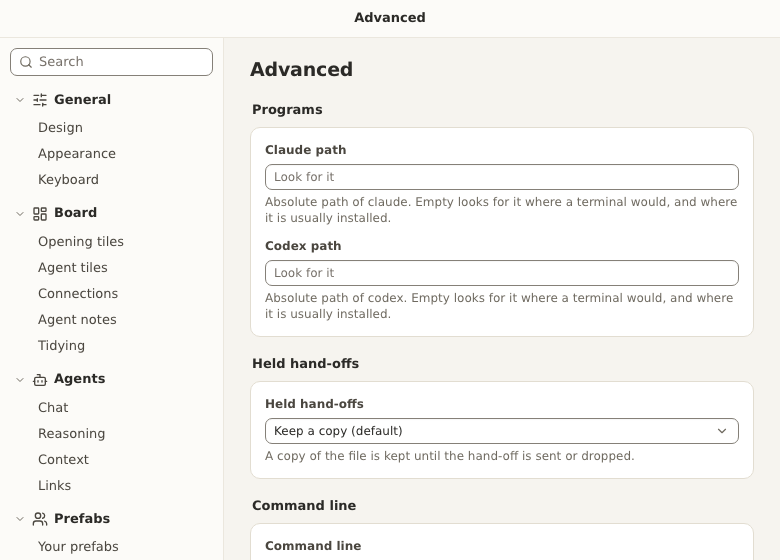 Advanced
Search
General
Design
Appearance
Keyboard
Board
Opening tiles
Agent tiles
Connections
Agent notes
Tidying
Agents
Chat
Reasoning
Context
Links
Prefabs
Your prefabs
Advanced
Programs
Claude path
Look for it
Absolute path of claude. Empty looks for it where a terminal would, and where
it is usually installed.
Codex path
Look for it
Absolute path of codex. Empty looks for it where a terminal would, and where
it is usually installed.
Held hand-offs
Held hand-offs
Keep a copy (default)
A copy of the file is kept until the hand-off is sent or dropped.
Command line
Command line